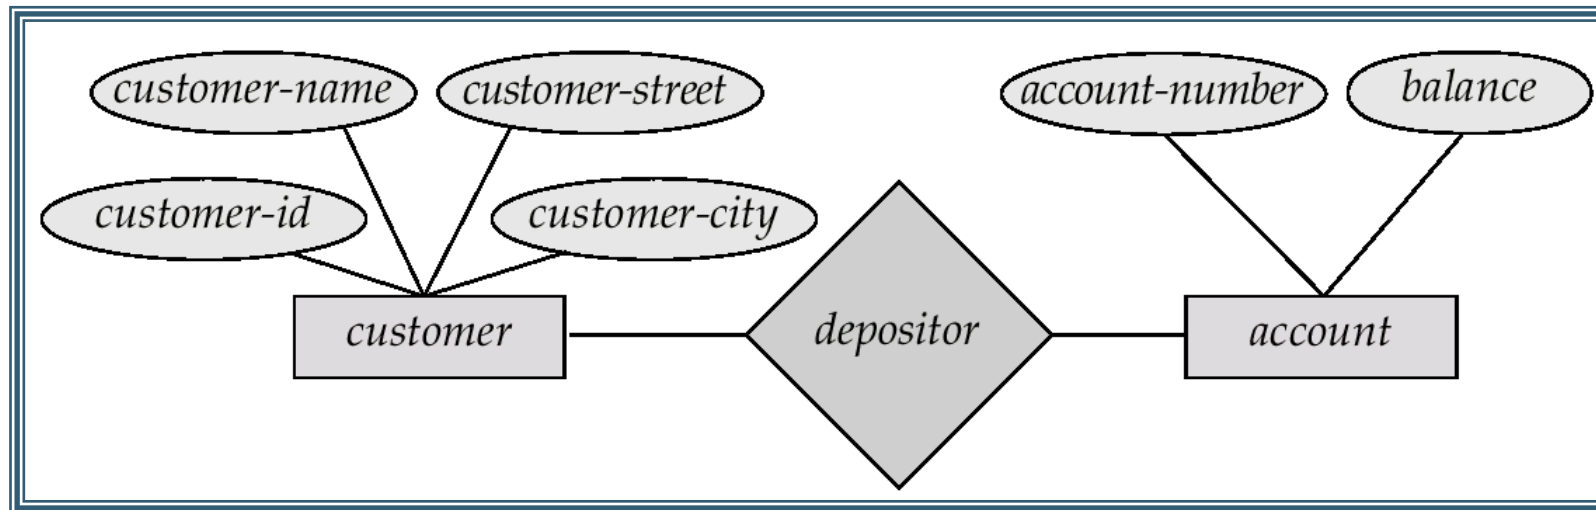 customer-name
customer-street
account-number
balance
customer-id
customer-city
customer
depositor
account